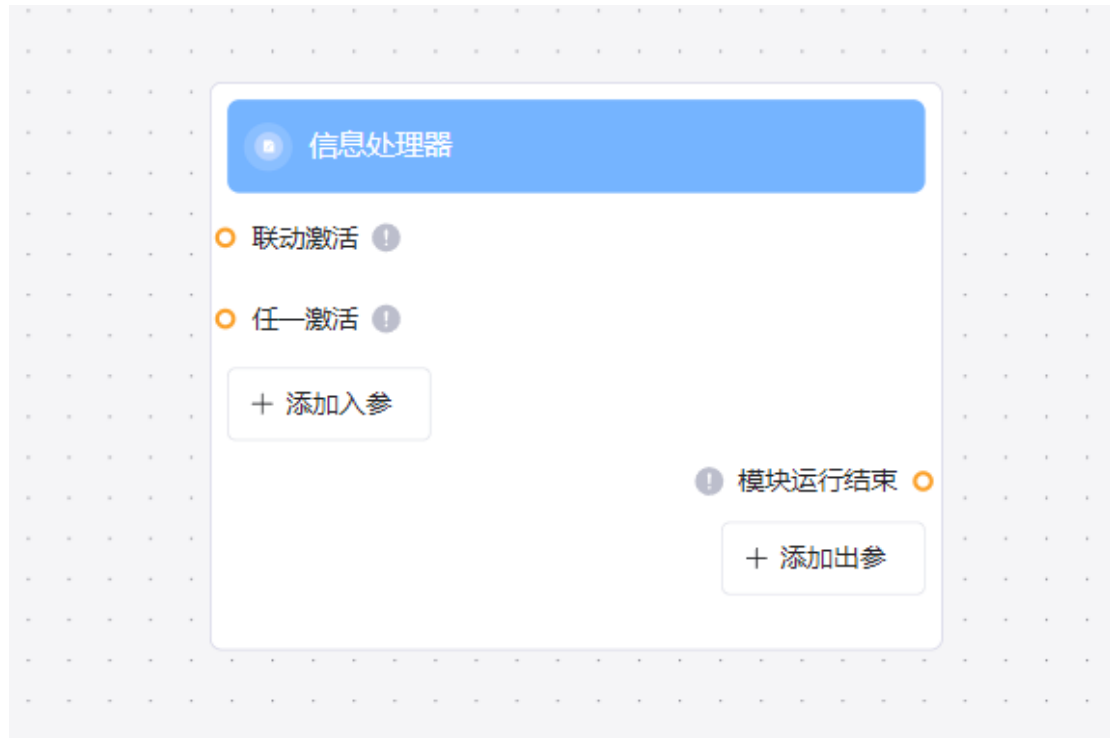 信息处理器
联动激活
任一激活
+ 添加入参
模块运行结束
+ 添加出参